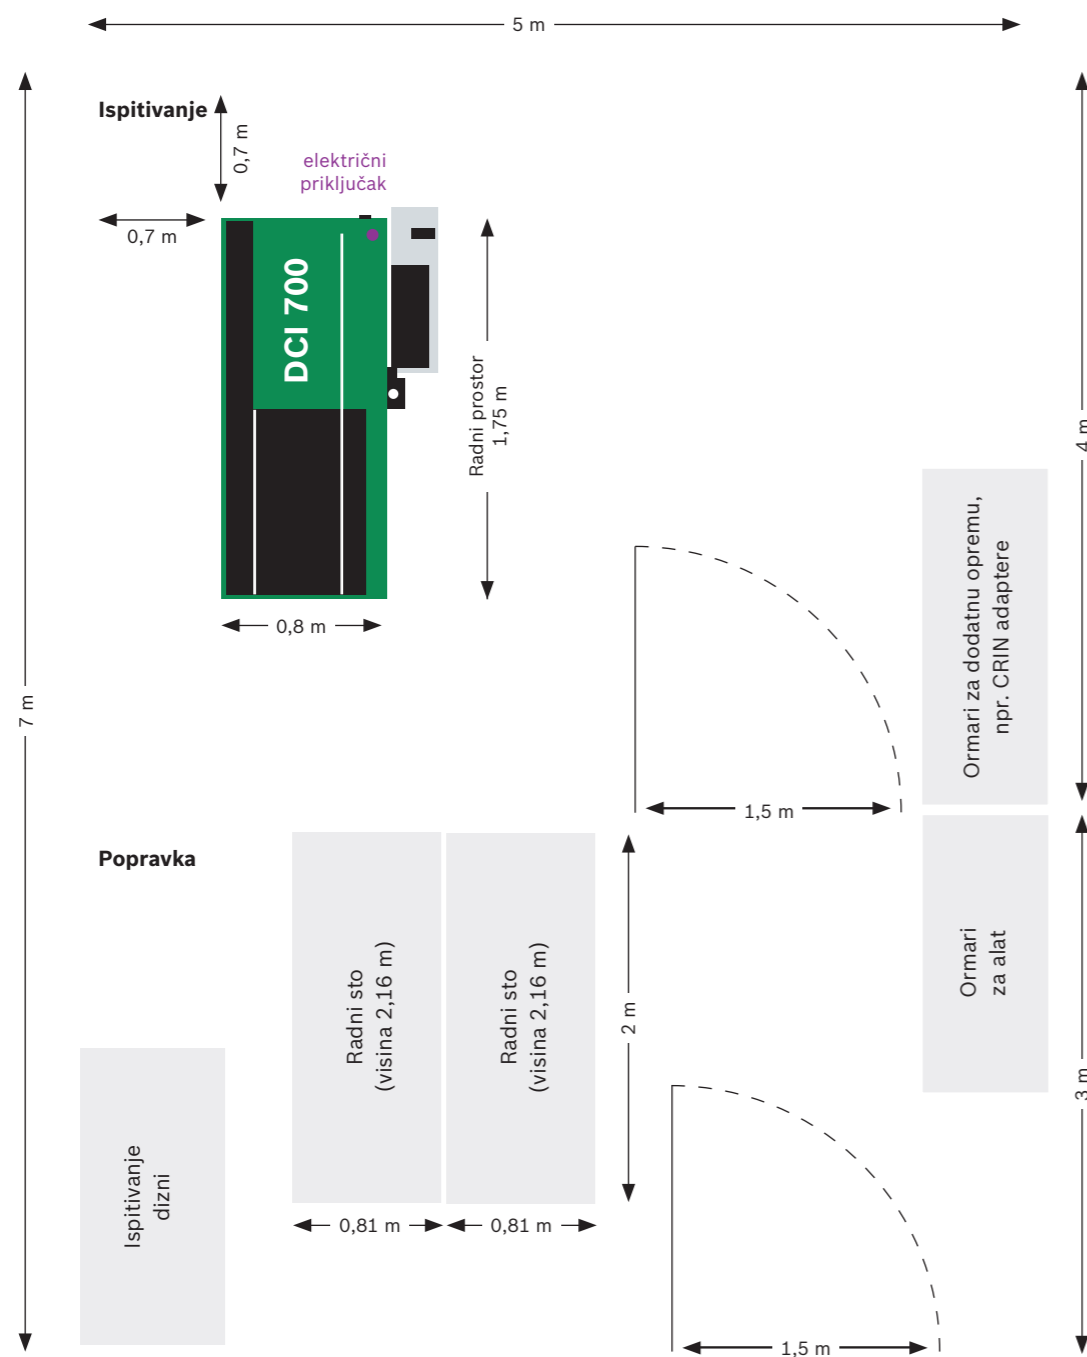 5 m
Ispitivanje
0,7 m
električni
priključak
0,7 m
DCI 700
Radni prostor
1,75 m
0,8 m
7 m
4 m
Ormari za dodatnu opremu,
npr. CRIN adaptere
1,5 m
Popravka
Radni sto
(visina 2,16 m)
Radni sto
(visina 2,16 m)
2 m
Ormari
za alat
3 m
Ispitivanje
dizni
0,81 m
0,81 m
1,5 m